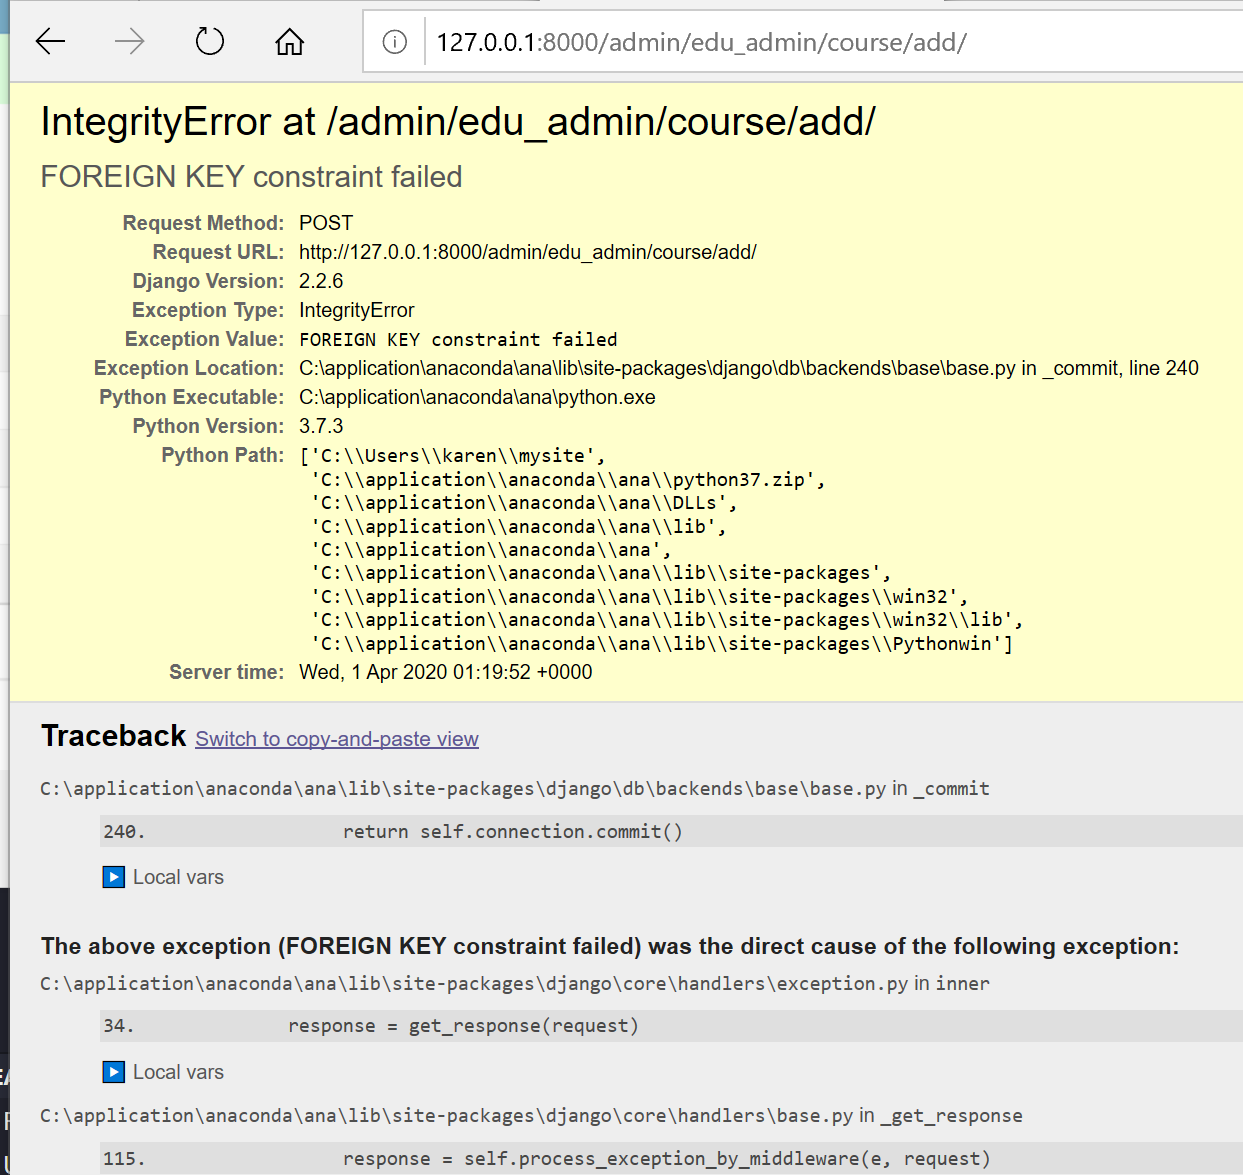 127.0.0.1:8000/admin/edu_admin/course/add/
IntegrityError at /admin/edu_admin/course/add/
FOREIGN KEY constraint failed
Request Method: POST
Request URL: http://127.0.0.1:8000/admin/edu_admin/course/add/
Django Version: 2.2.6
Exception Type: IntegrityError
Exception Value: FOREIGN KEY constraint failed
Exception Location: C:\application\anaconda\ana\lib\site-packages\django\db\backends\base\base.py in _commit, line 240
Python Executable: C:\application\anaconda\ana\python.exe
Python Version: 3.7.3
Python Path: ['C:\\Users\\karen\\mysite',
'C:\\application\\anaconda\\ana\\python37.zip',
'C:\\application\\anaconda\\ana\\DLLs',
'C:\\application\\anaconda\\ana\\lib',
'C:\\application\\anaconda\\ana',
'C:\\application\\anaconda\\ana\\lib\\site-packages',
'C:\\application\\anaconda\\ana\\lib\\site-packages\\win32',
'C:\\application\\anaconda\\ana\\lib\\site-packages\\win32\\lib',
'C:\\application\\anaconda\\ana\\lib\\site-packages\\Pythonwin']
Server time: Wed, 1 Apr 2020 01:19:52 +0000
Traceback Switch to copy-and-paste view
C:\application\anaconda\ana\lib\site-packages\django\db\backends\base\base.py in _commit
240. return self.connection.commit()
Local vars
The above exception (FOREIGN KEY constraint failed) was the direct cause of the following exception:
C:\application\anaconda\ana\lib\site-packages\django\core\handlers\exception.py in inner
34. response = get_response(request)
Local vars
C:\application\anaconda\ana\lib\site-packages\django\core\handlers\base.py in _get_response
115. response = self.process_exception_by_middleware(e, request)